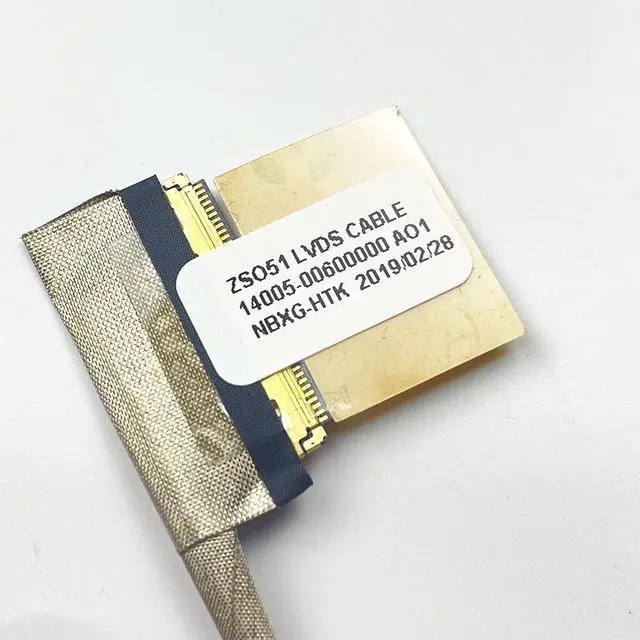 ZSO51 LVDS CABLE
14005-00600000 AO1
NBXG-HTK 2019/02/28